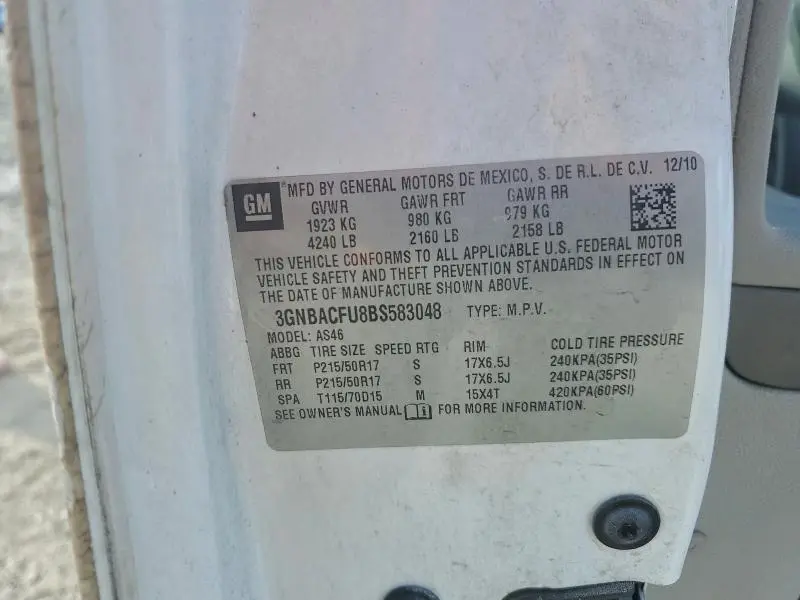 GM ® MFD BY GENERAL MOTORS DE MEXICO, S. DE R.L. DE C.V. 12/10
GVWR GAWR FRT GAWR RR
1923 KG 980 KG 979 KG
4240 LB 2160 LB 2158 LB
THIS VEHICLE CONFORMS TO ALL APPLICABLE U.S. FEDERAL MOTOR
VEHICLE SAFETY AND THEFT PREVENTION STANDARDS IN EFFECT ON
THE DATE OF MANUFACTURE SHOWN ABOVE.
3GNBACFU8BS583048 TYPE: M.P.V.
MODEL: AS46
ABBG TIRE SIZE SPEED RTG RIM COLD TIRE PRESSURE
FRT P215/50R17 S 17X6.5J 240KPA(35PSI)
RR P215/50R17 S 17X6.5J 240KPA(35PSI)
SPA T115/70D15 M 15X4T 420KPA(60PSI)
SEE OWNER'S MANUAL FOR MORE INFORMATION.